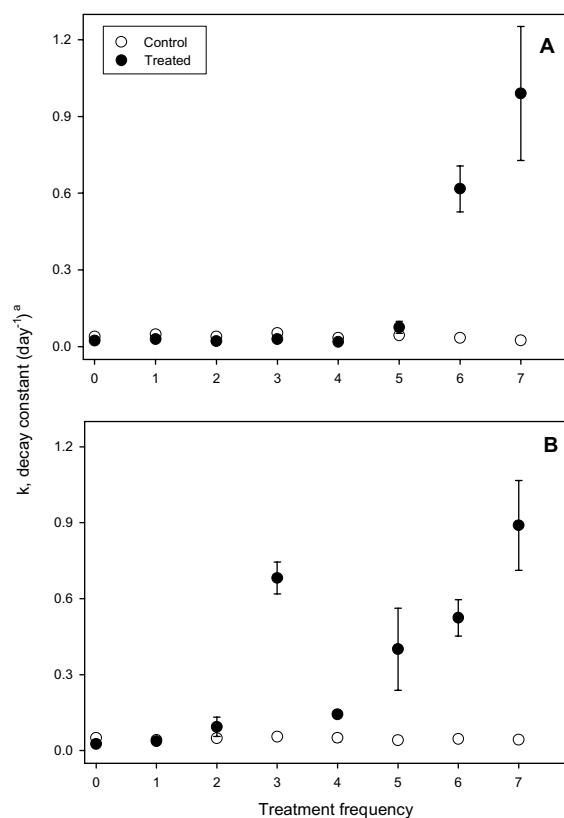 1.2
Control
Treated
A
0.9
0.6
0.3
0.0
0 1 2 3 4 5 6 7
k, decay constant (day-1) a
1.2
B
0.9
0.6
0.3
0.0
0 1 2 3 4 5 6 7
Treatment frequency